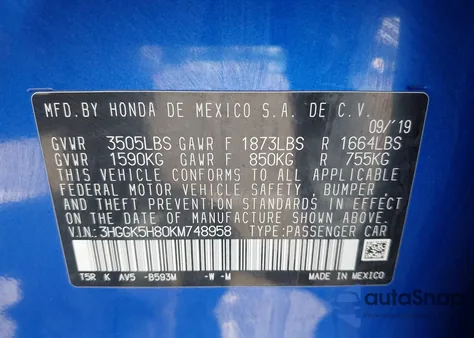 MFD.BY HONDA DE MEXICO S.A. DE C.V.
09/'19
GVWR 3505LBS GAWR F 1873LBS R 1664LBS
GVWR 1590KG GAWR F 850KG R 755KG
THIS VEHICLE CONFORMS TO ALL APPLICABLE
FEDERAL MOTOR VEHICLE SAFETY, BUMPER
AND THEFT PREVENTION STANDARDS IN EFFECT
ON THE DATE OF MANUFACTURE SHOWN ABOVE.
V.I.N.: 3HGGK5H80KM748958 TYPE:PASSENGER CAR
T5R K AV5 -B593M -W -M MADE IN MEXICO
autoSnap